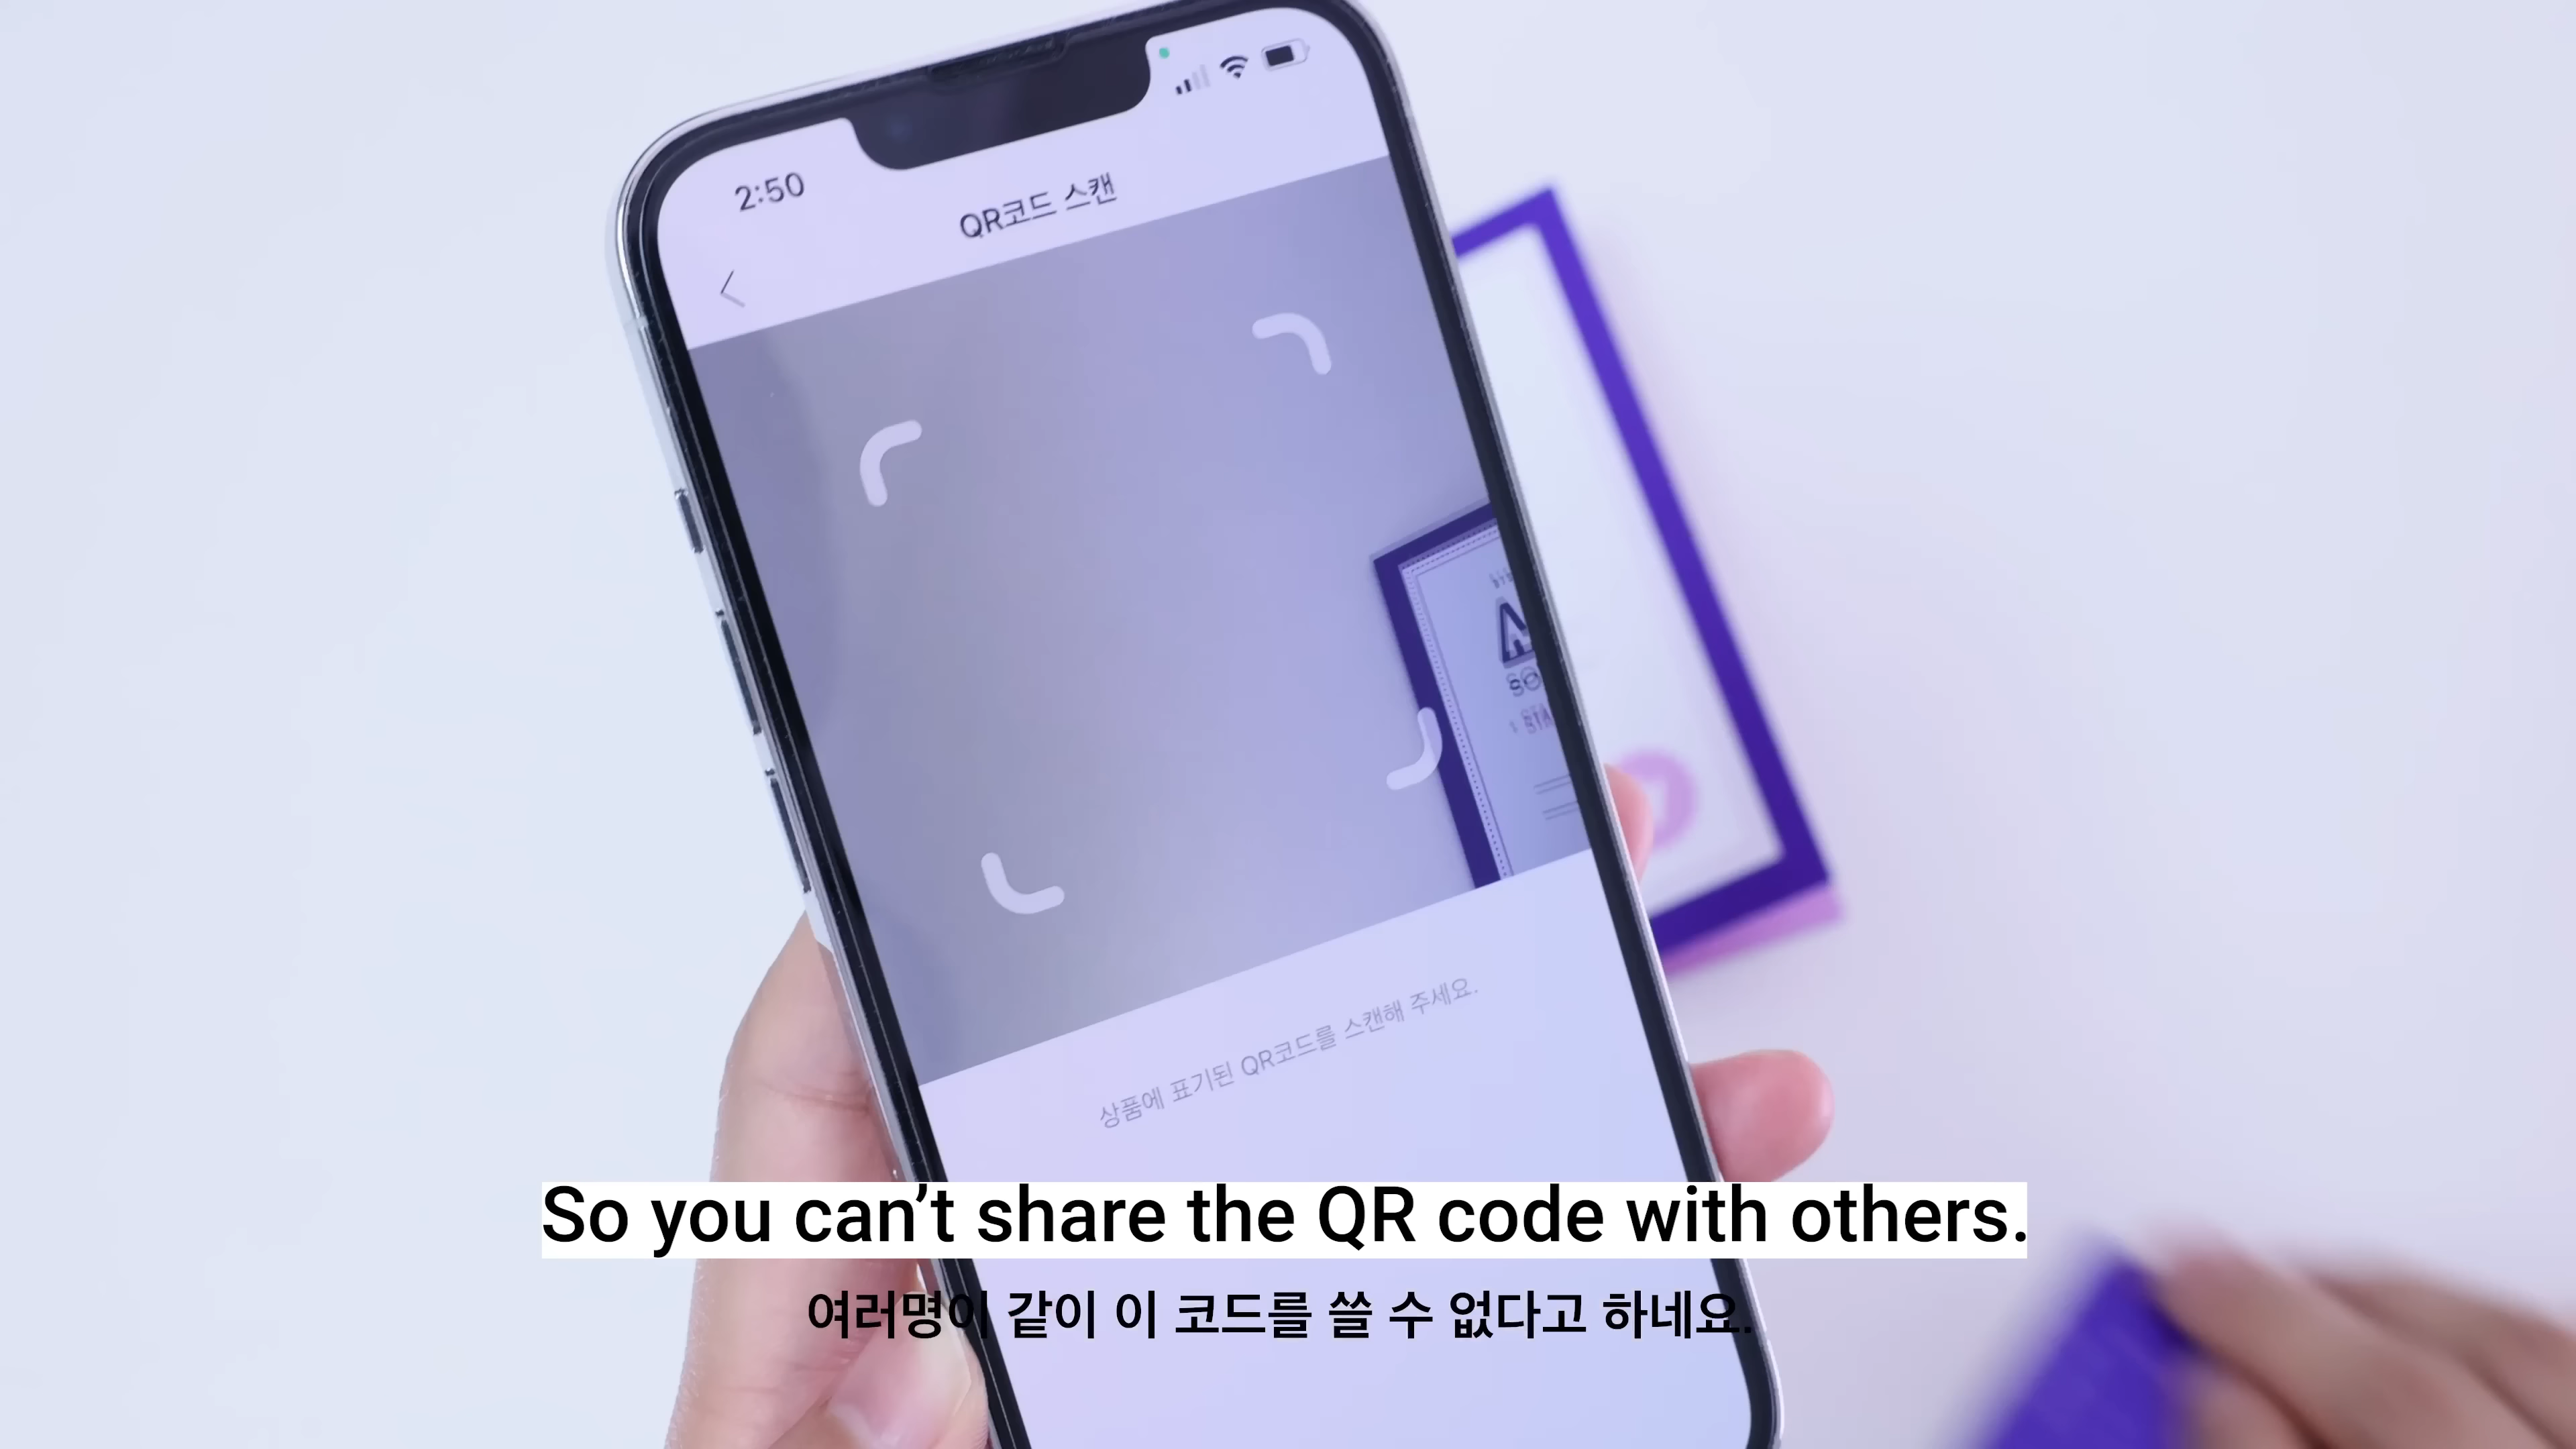 2:50
QR코드 스캔
상품에 표기된 QR코드를 스캔해 주세요.
So you can't share the QR code with others.
여러명이 같이 이 코드를 쓸 수 없다고 하네요.